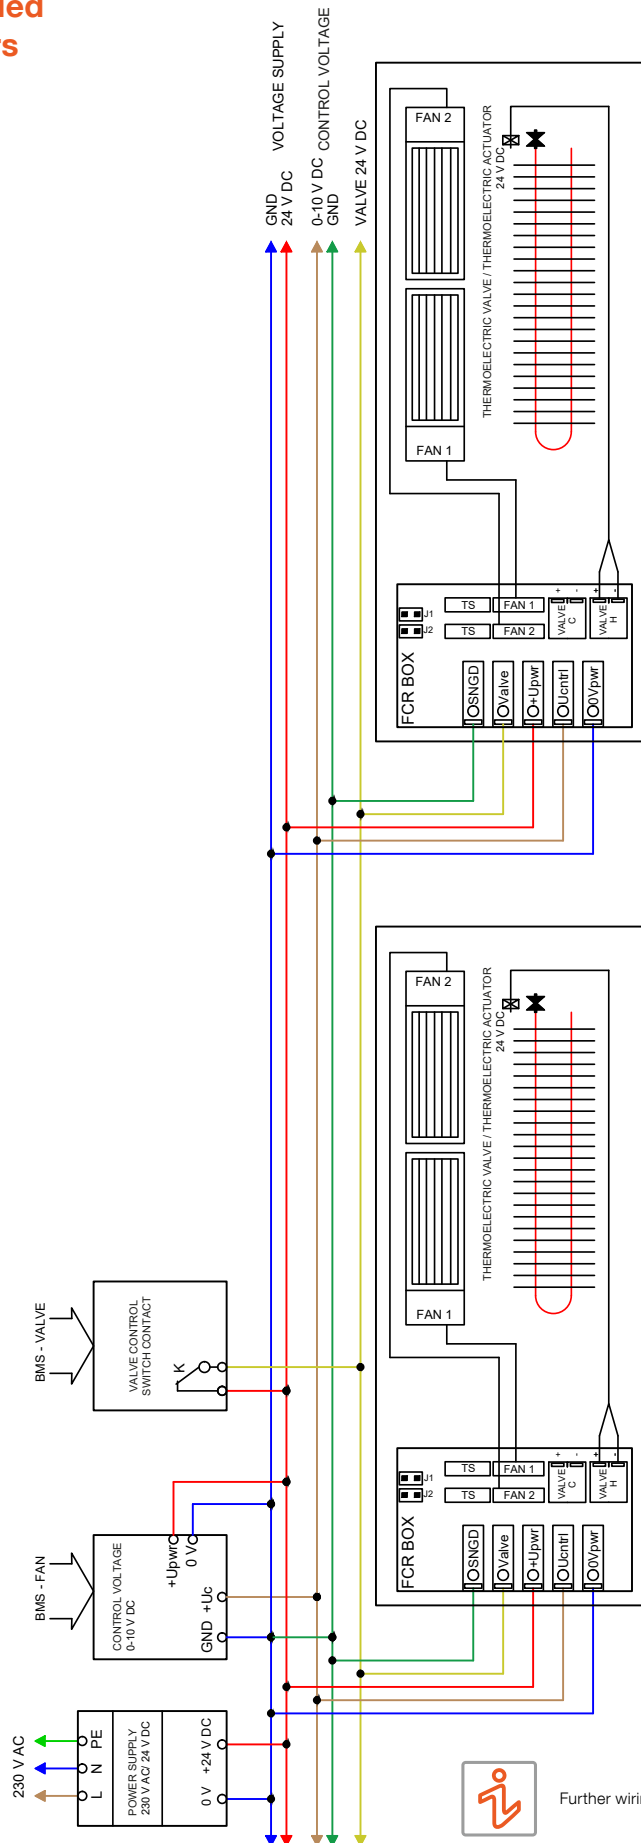 led
rs
GND
24 V DC
VOLTAGE SUPPLY
0-10 V DC
GND
CONTROL VOLTAGE
VALVE 24 V DC
FAN 2
FAN 1
THERMOELECTRIC VALVE / THERMOELECTRIC ACTUATOR
24 V DC
FCR BOX
J1
J2
TS
FAN 1
TS
FAN 2
+ -
VALVE
C
+ -
VALVE
H
SNGD
Valve
+Upwr
Ucntrl
0Vpwr
FAN 2
FAN 1
THERMOELECTRIC VALVE / THERMOELECTRIC ACTUATOR
24 V DC
FCR BOX
J1
J2
TS
FAN 1
TS
FAN 2
+ -
VALVE
C
+ -
VALVE
H
SNGD
Valve
+Upwr
Ucntrl
0Vpwr
BMS - VALVE
VALVE CONTROL
SWITCH CONTACT
K
BMS - FAN
CONTROL VOLTAGE
0-10 V DC
+Upwr
0 V
GND
+Uc
230 V AC
L
N
PE
POWER SUPPLY
230 V AC/ 24 V DC
0 V
+24 V DC
Further wirin